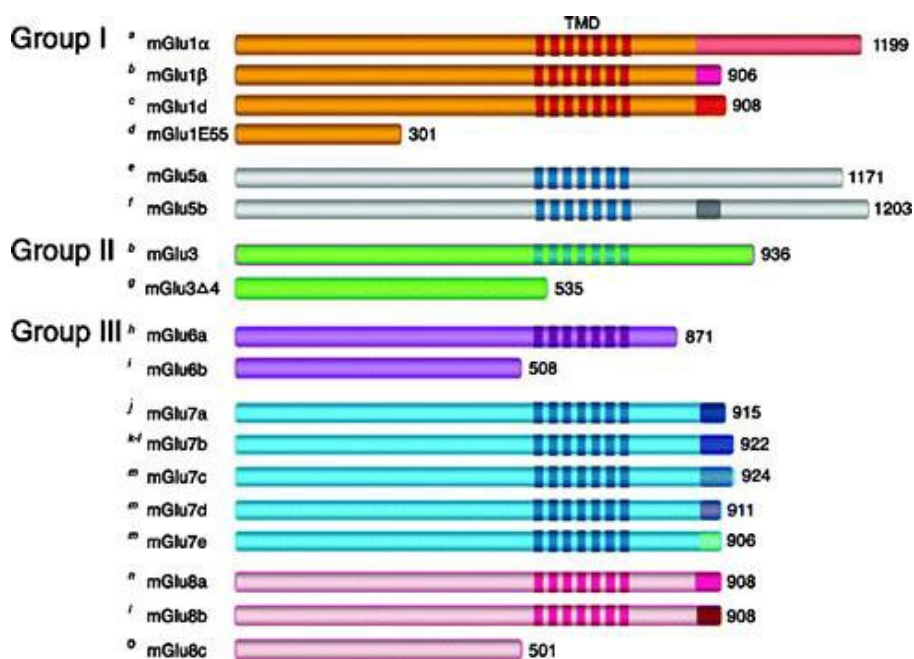 TMD
Group I a mGlu1α 1199
b mGlu1β 906
c mGlu1d 908
d mGlu1E55 301
e mGlu5a 1171
f mGlu5b 1203
Group II b mGlu3 936
g mGlu3Δ4 535
Group III h mGlu6a 871
i mGlu6b 508
j mGlu7a 915
k-l mGlu7b 922
m mGlu7c 924
m mGlu7d 911
m mGlu7e 906
n mGlu8a 908
i mGlu8b 908
o mGlu8c 501